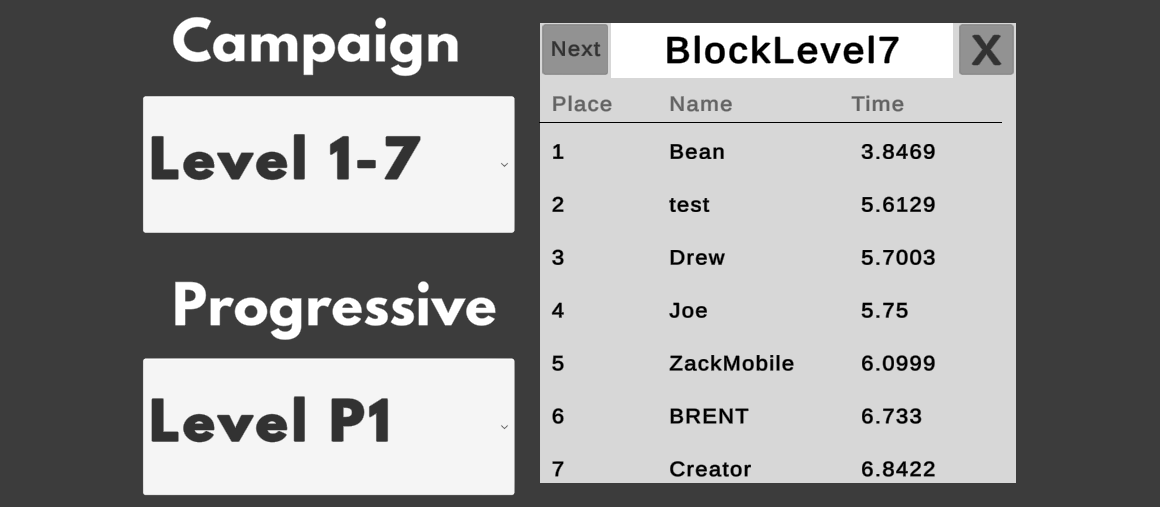 Campaign
Level 1-7
Progressive
Level P1
Next BlockLevel7 X
Place Name Time
1 Bean 3.8469
2 test 5.6129
3 Drew 5.7003
4 Joe 5.75
5 ZackMobile 6.0999
6 BRENT 6.733
7 Creator 6.8422